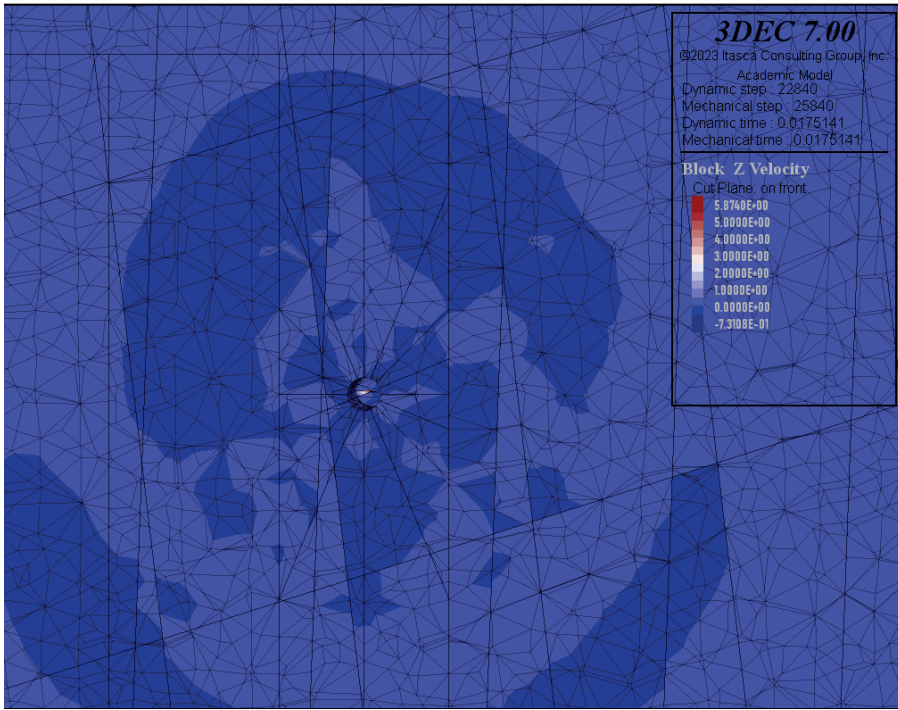 3DEC 7.00
©2023 Itasca Consulting Group, Inc.
Academic Model
Dynamic step : 22840
Mechanical step : 25840
Dynamic time : 0.0175141
Mechanical time : 0.0175141
Block Z Velocity
Cut Plane: on front
5.8740E+00
5.0000E+00
4.0000E+00
3.0000E+00
2.0000E+00
1.0000E+00
0.0000E+00
-7.3108E-01